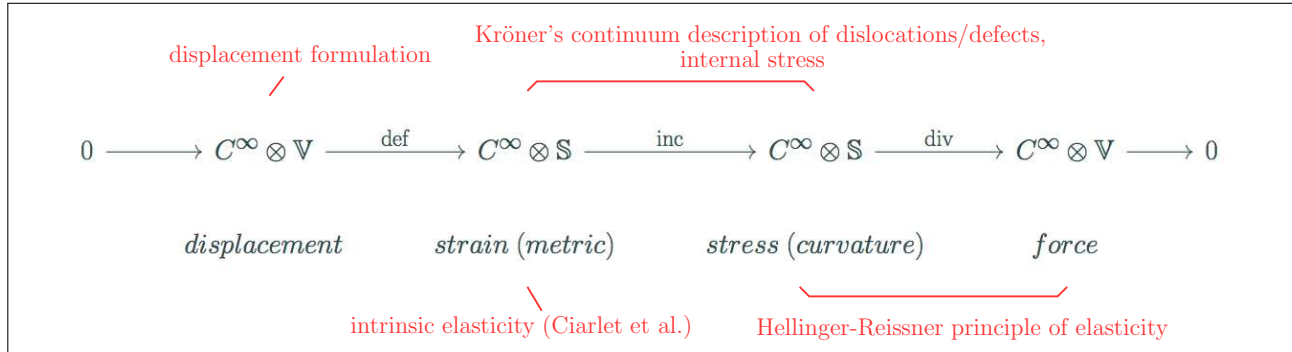 Kröner's continuum description of dislocations/defects,
displacement formulation
internal stress
0 → C^∞ ⊗ 𝕍 —def→ C^∞ ⊗ 𝕊 —inc→ C^∞ ⊗ 𝕊 —div→ C^∞ ⊗ 𝕍 → 0
displacement strain (metric) stress (curvature) force
intrinsic elasticity (Ciarlet et al.) Hellinger-Reissner principle of elasticity